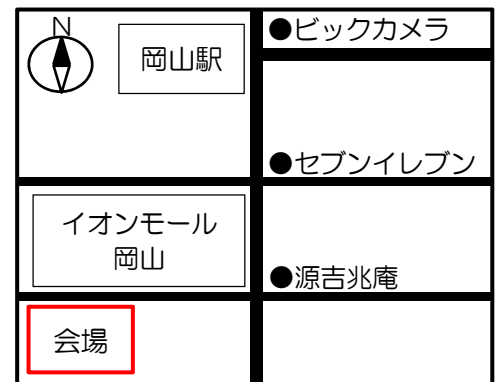 N
岡山駅
●ビックカメラ
●セブンイレブン
イオンモール
岡山
●源吉兆庵
会場